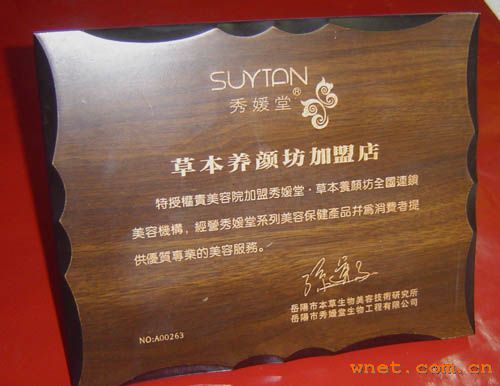 SUYTAN
秀媛堂®
草本养颜坊加盟店
特授權貴美容院加盟秀媛堂·草本養顔坊全國連鎖
美容機構，經營秀媛堂系列美容保健產品并爲消費者提
供優質專業的美容服務。
岳陽市本草生物美容技術研究所
岳陽市秀媛堂生物工程有限公司
NO:A00263
wnet.com.cn